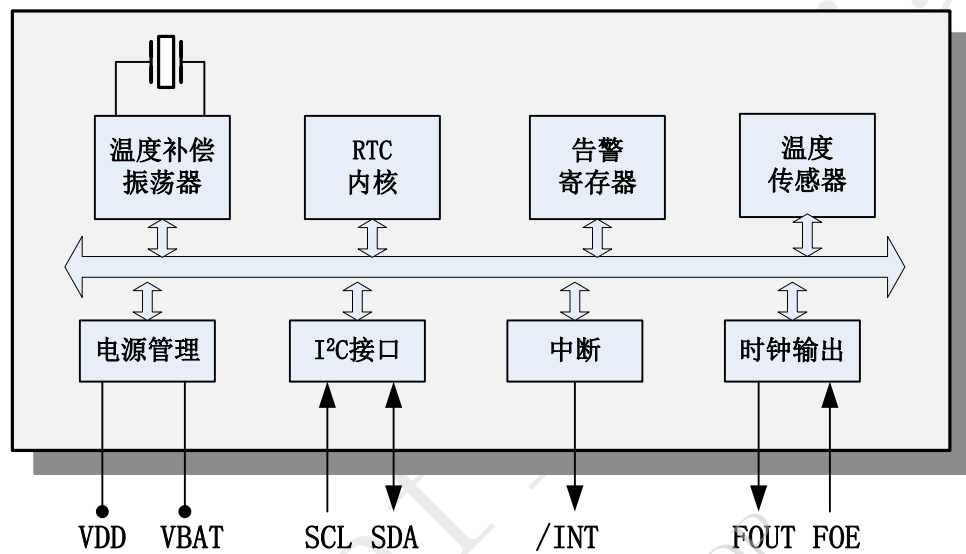 温度补偿
振荡器
RTC
内核
告警
寄存器
温度
传感器
电源管理
I²C接口
中断
时钟输出
VDD
VBAT
SCL
SDA
/INT
FOUT
FOE